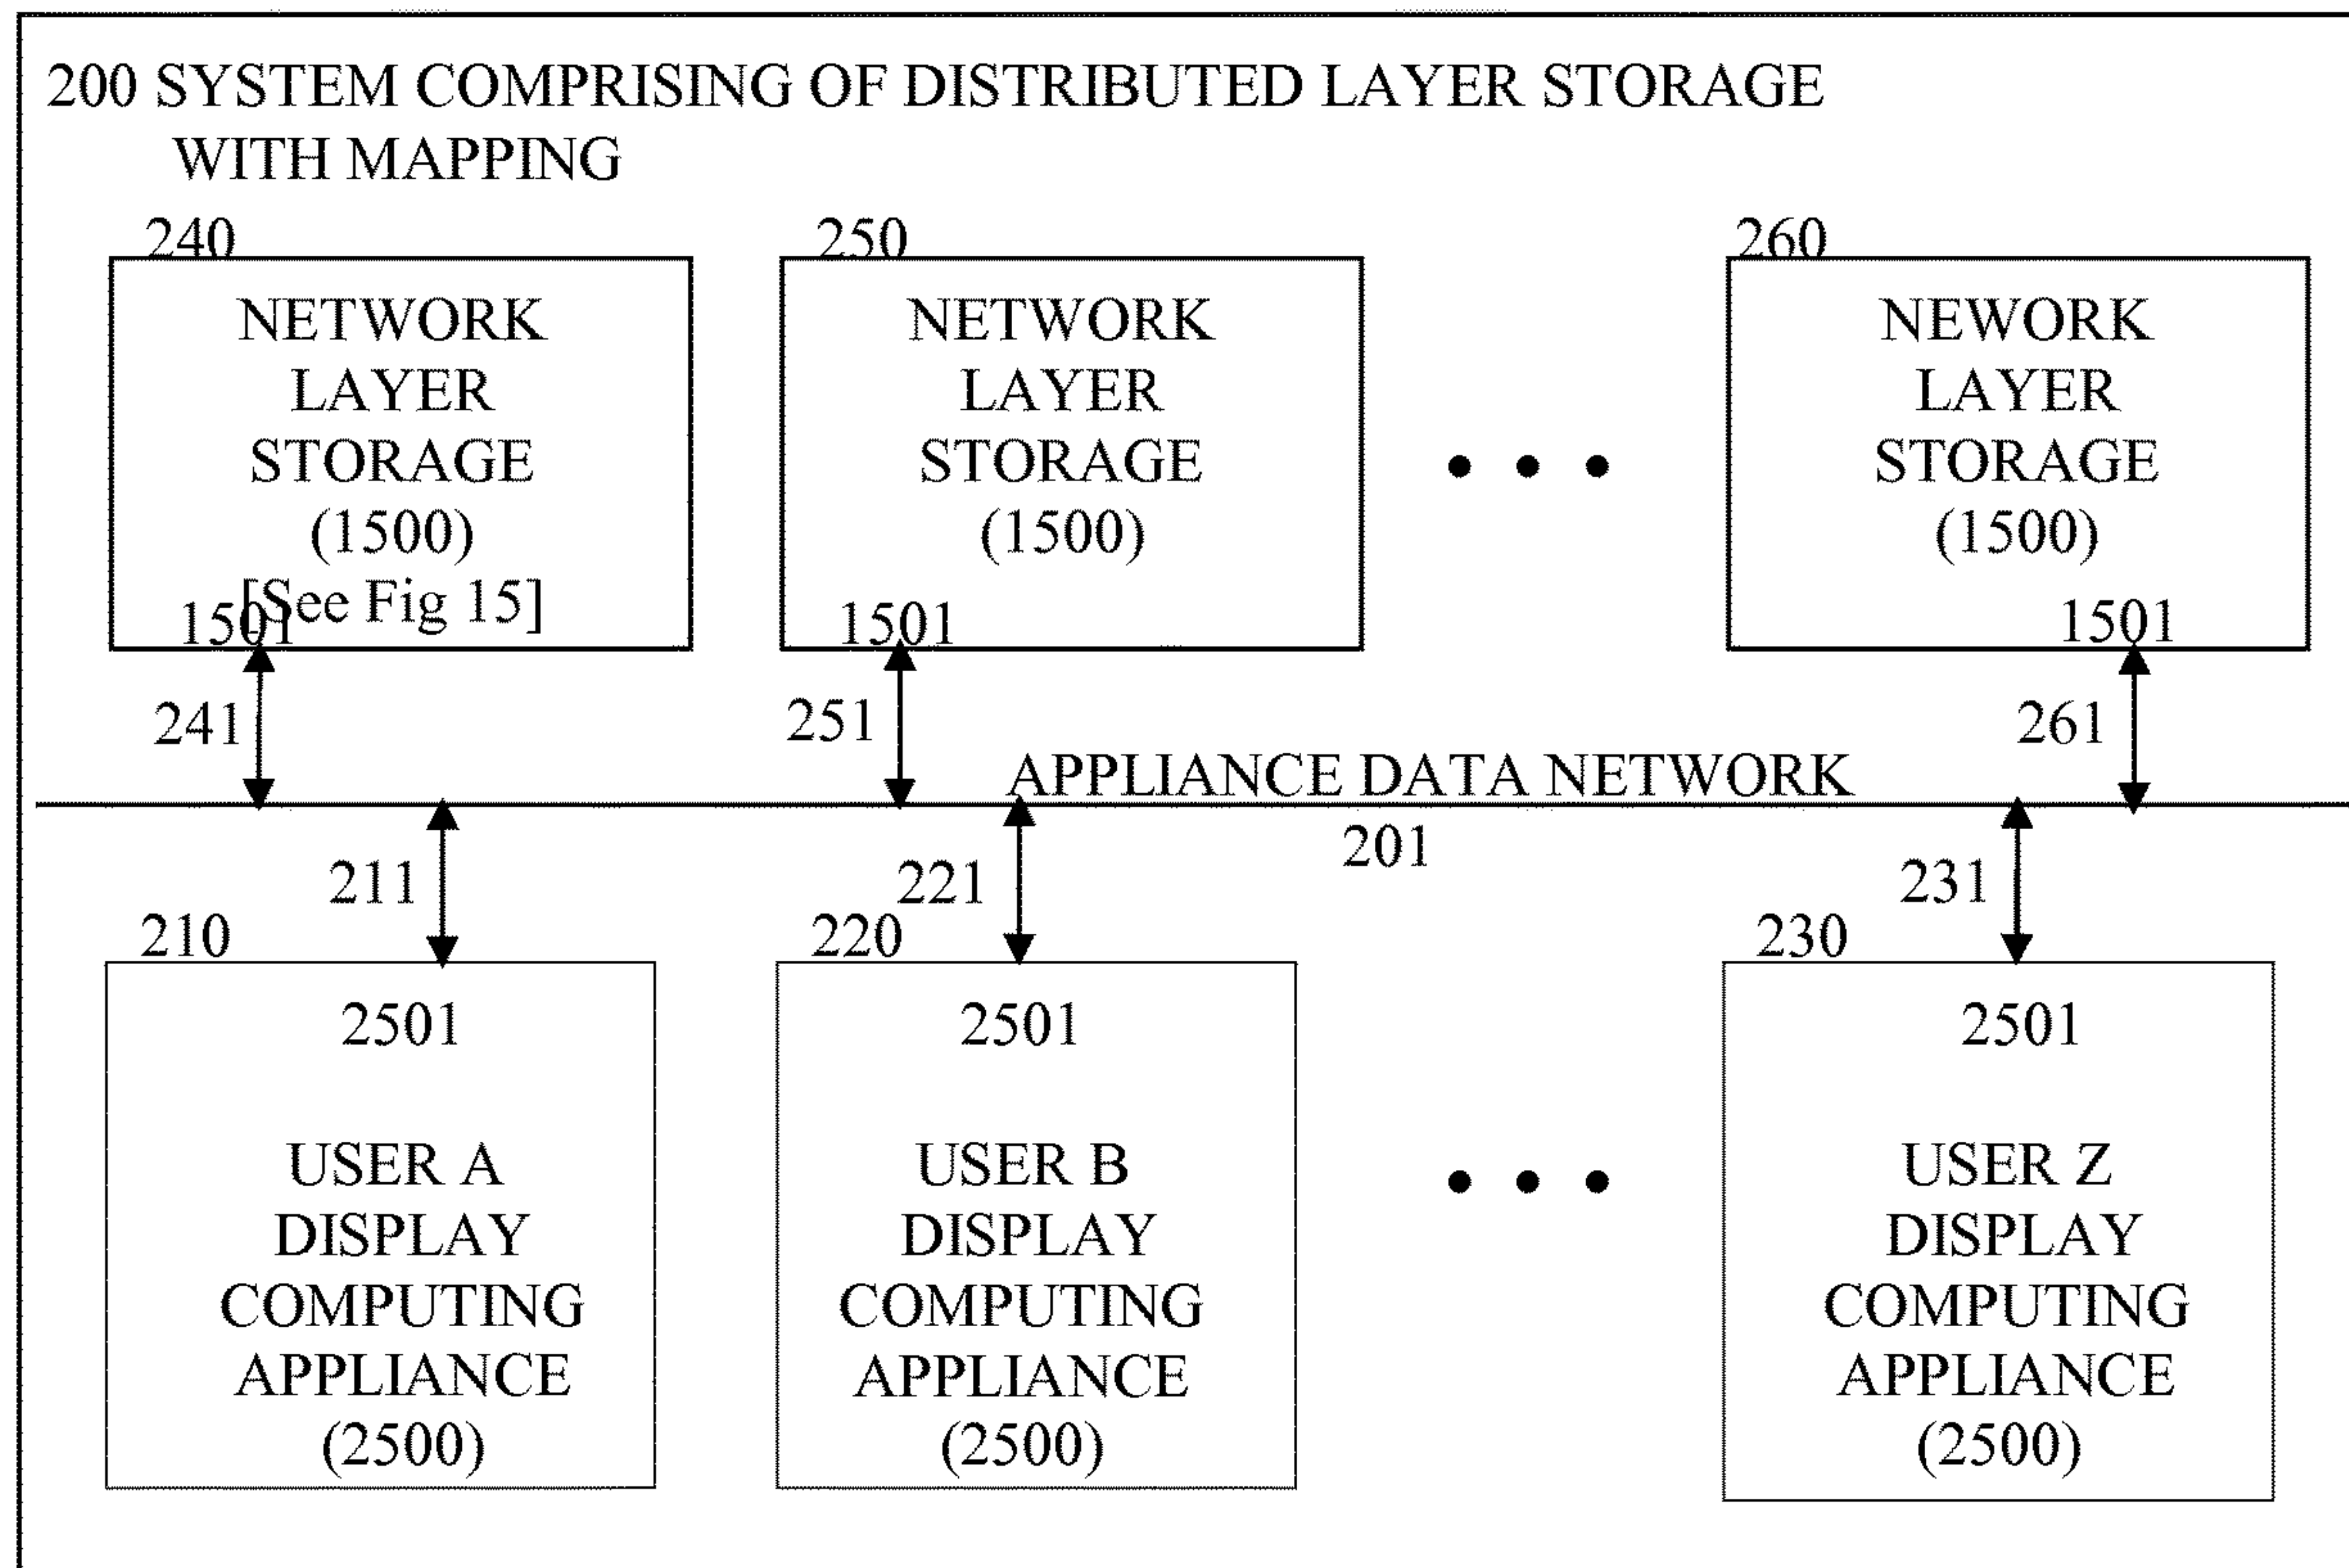 200 SYSTEM COMPRISING OF DISTRIBUTED LAYER STORAGE
WITH MAPPING
240
NETWORK
LAYER
STORAGE
(1500)
[See Fig 15]
1501
250
NETWORK
LAYER
STORAGE
(1500)
1501
• • •
260
NEWORK
LAYER
STORAGE
(1500)
1501
241
251
261
APPLIANCE DATA NETWORK
201
211
221
231
210
2501
USER A
DISPLAY
COMPUTING
APPLIANCE
(2500)
220
2501
USER B
DISPLAY
COMPUTING
APPLIANCE
(2500)
• • •
230
2501
USER Z
DISPLAY
COMPUTING
APPLIANCE
(2500)